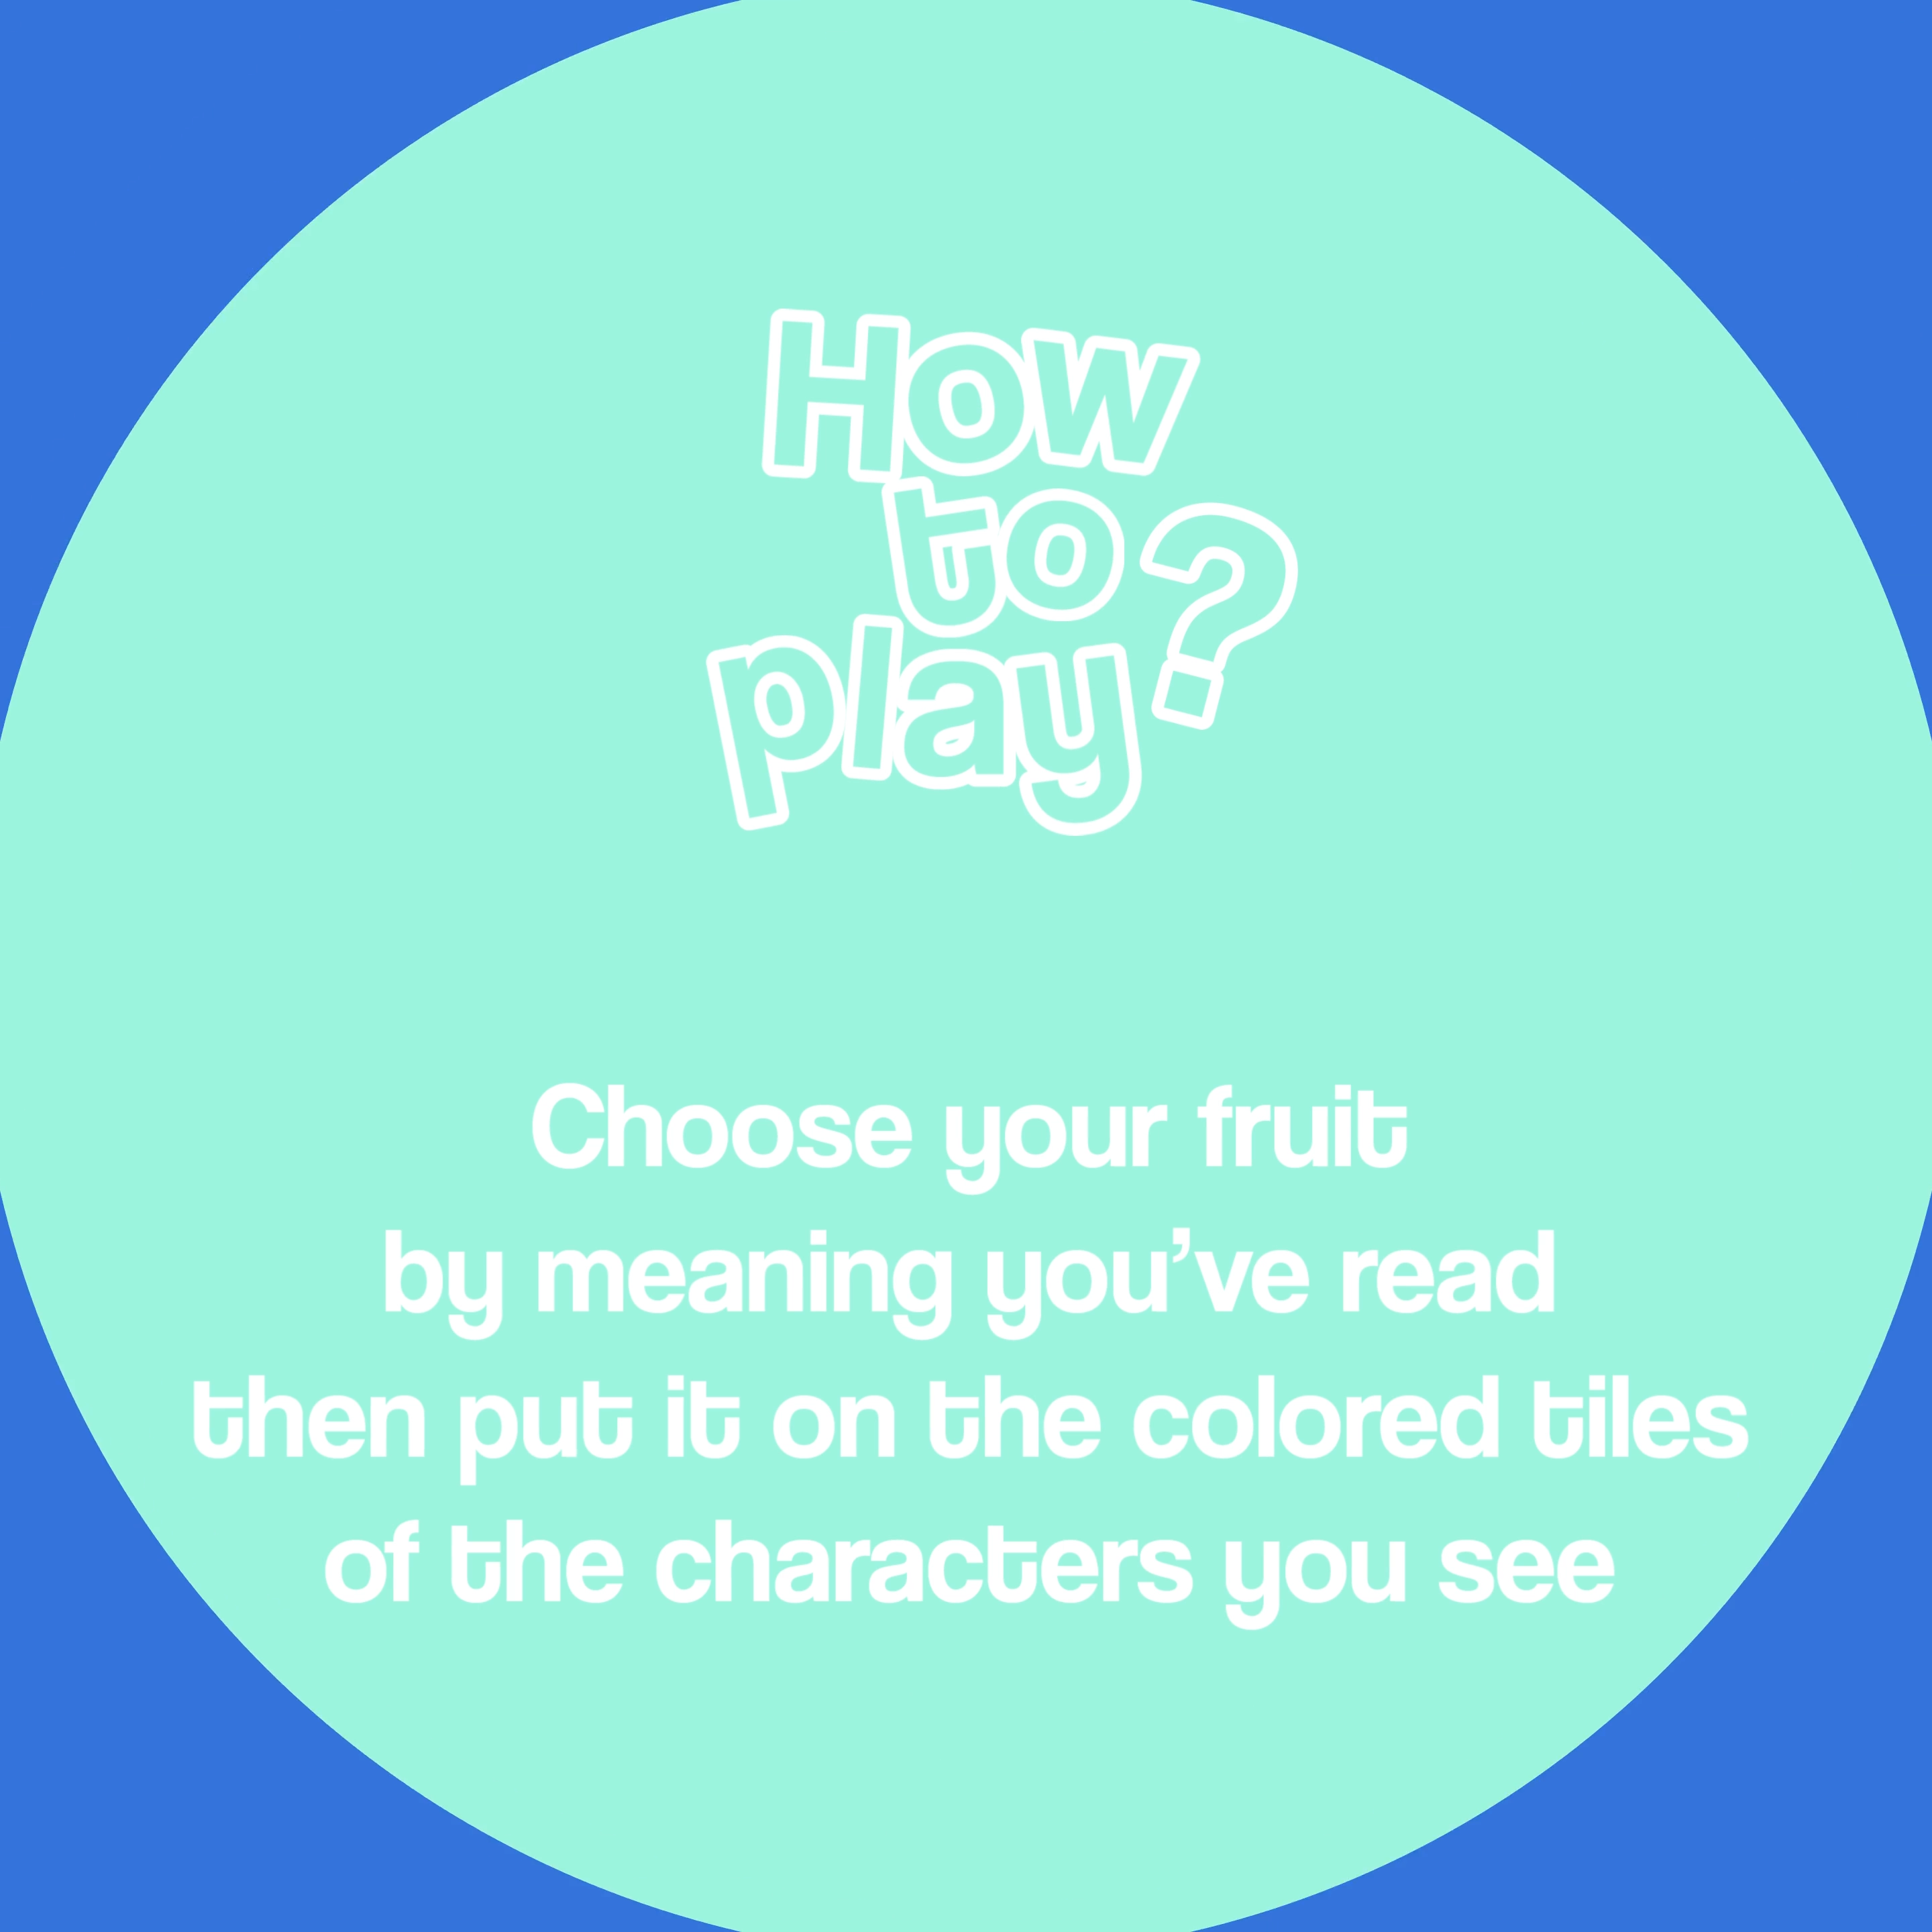 How
to?
play
Choose your fruit
by meaning you’ve read
then put it on the colored tiles
of the characters you see